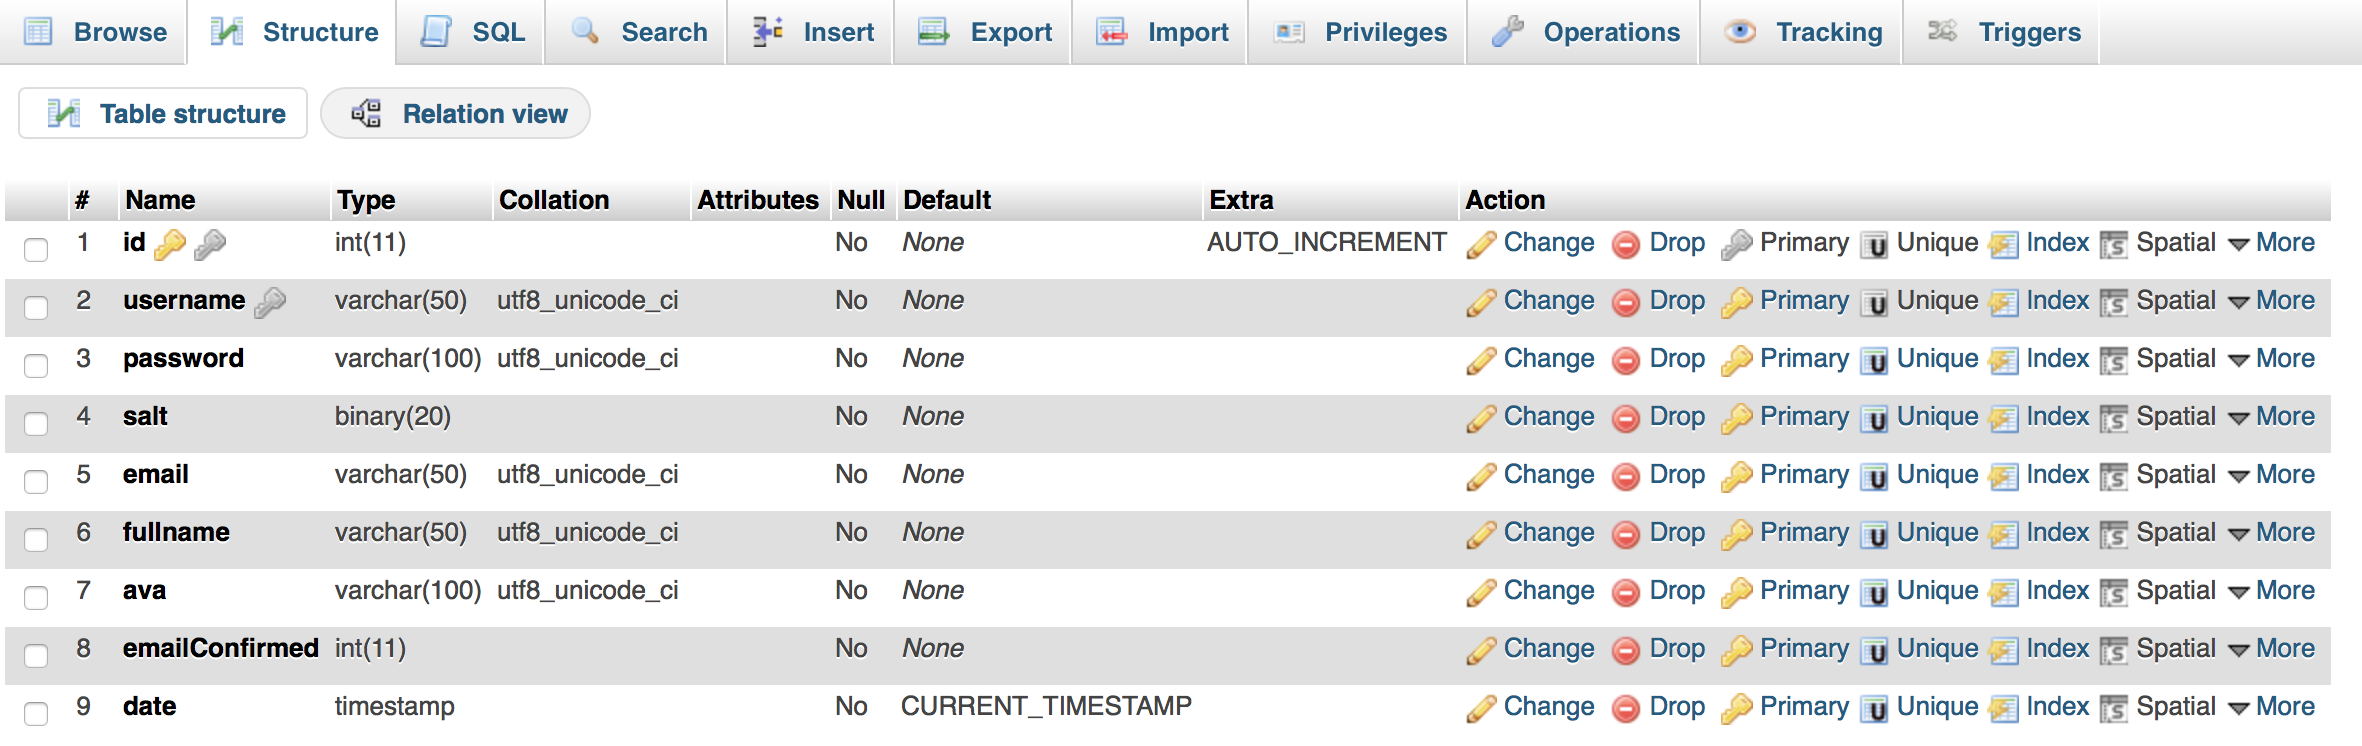 Browse Structure SQL Search Insert Export Import Privileges Operations Tracking Triggers
Table structure Relation view
# Name Type Collation Attributes Null Default Extra Action
1 id int(11) No None AUTO_INCREMENT Change Drop Primary Unique Index Spatial More
2 username varchar(50) utf8_unicode_ci No None Change Drop Primary Unique Index Spatial More
3 password varchar(100) utf8_unicode_ci No None Change Drop Primary Unique Index Spatial More
4 salt binary(20) No None Change Drop Primary Unique Index Spatial More
5 email varchar(50) utf8_unicode_ci No None Change Drop Primary Unique Index Spatial More
6 fullname varchar(50) utf8_unicode_ci No None Change Drop Primary Unique Index Spatial More
7 ava varchar(100) utf8_unicode_ci No None Change Drop Primary Unique Index Spatial More
8 emailConfirmed int(11) No None Change Drop Primary Unique Index Spatial More
9 date timestamp No CURRENT_TIMESTAMP Change Drop Primary Unique Index Spatial More